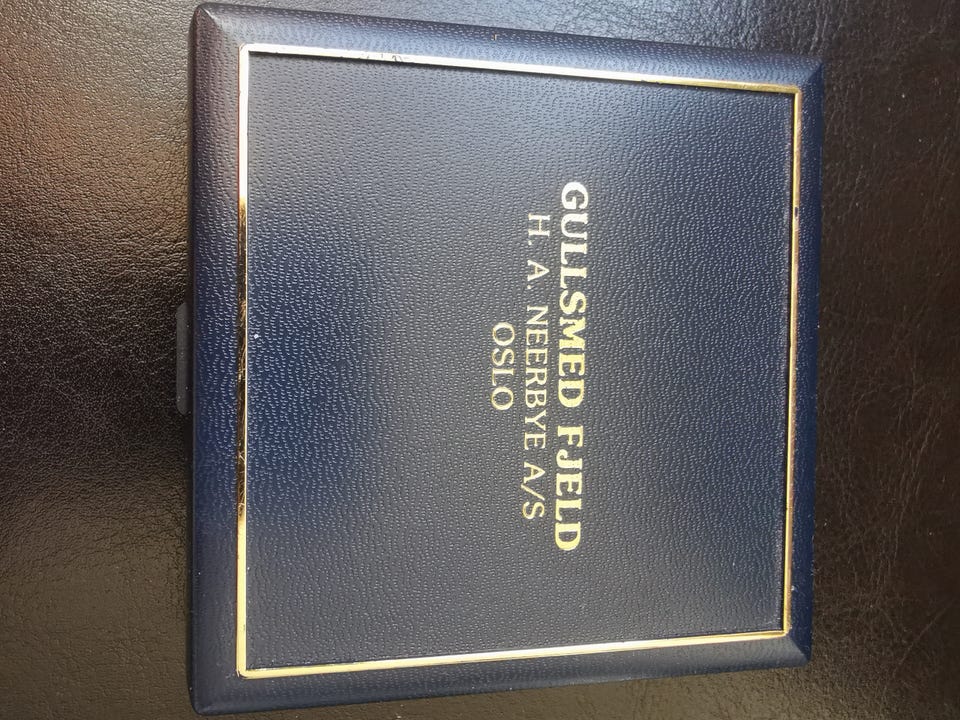 GULLSMED FJELD
H. A. NEERBYE A/S
OSLO